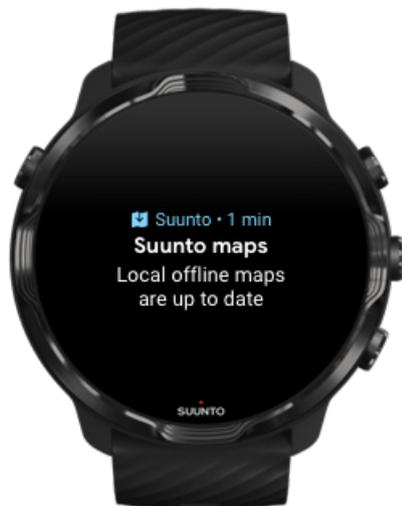 Suunto • 1 min
Suunto maps
Local offline maps
are up to date
SUUNTO